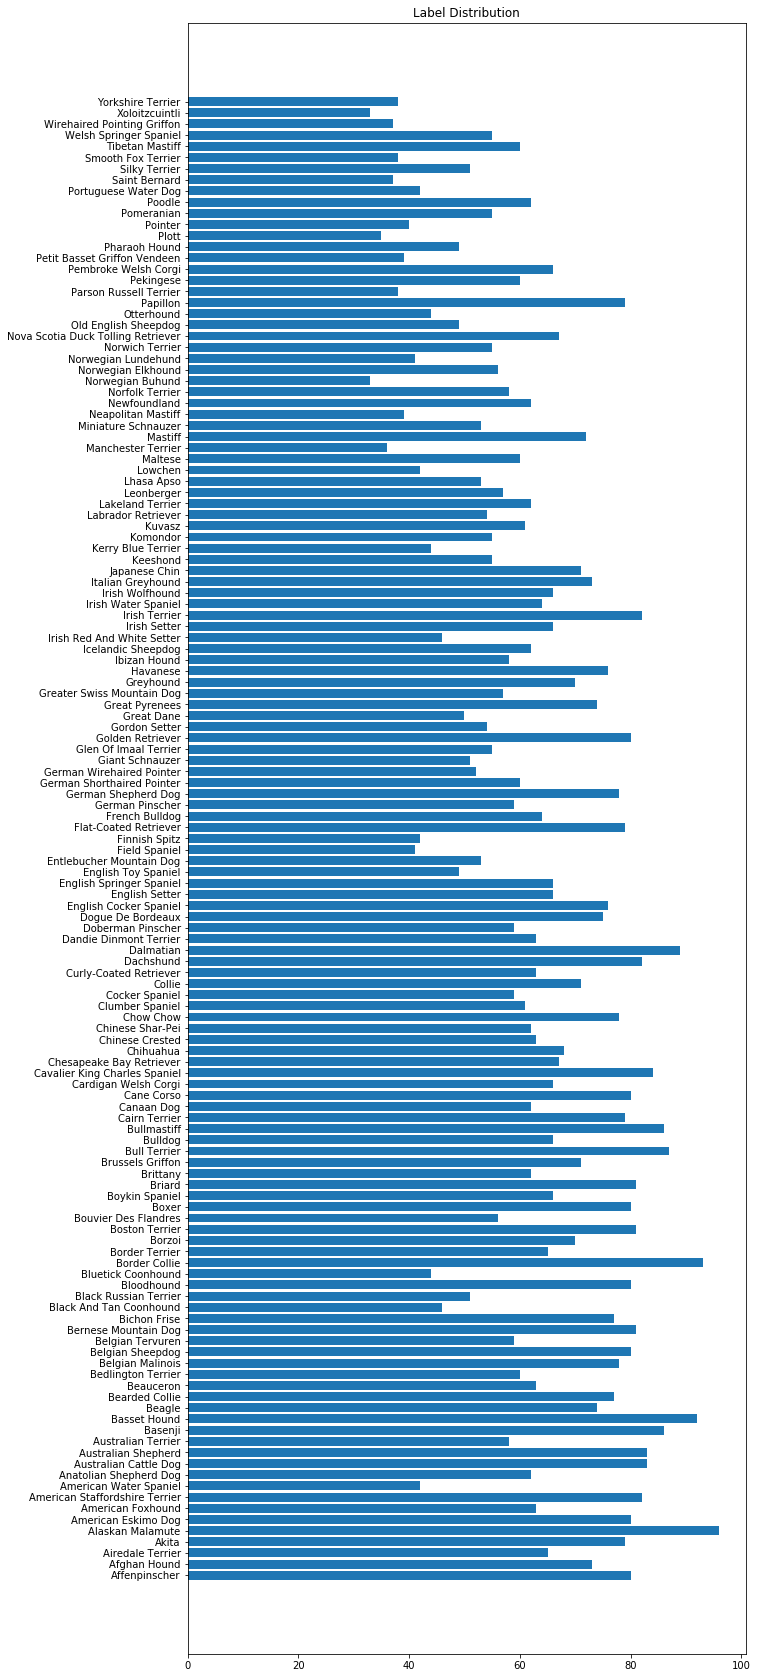 Label Distribution
Yorkshire Terrier
Xoloitzcuintli
Wirehaired Pointing Griffon
Welsh Springer Spaniel
Tibetan Mastiff
Smooth Fox Terrier
Silky Terrier
Saint Bernard
Portuguese Water Dog
Poodle
Pomeranian
Pointer
Plott
Pharaoh Hound
Petit Basset Griffon Vendeen
Pembroke Welsh Corgi
Pekingese
Parson Russell Terrier
Papillon
Otterhound
Old English Sheepdog
Nova Scotia Duck Tolling Retriever
Norwich Terrier
Norwegian Lundehund
Norwegian Elkhound
Norwegian Buhund
Norfolk Terrier
Newfoundland
Neapolitan Mastiff
Miniature Schnauzer
Mastiff
Manchester Terrier
Maltese
Lowchen
Lhasa Apso
Leonberger
Lakeland Terrier
Labrador Retriever
Kuvasz
Komondor
Kerry Blue Terrier
Keeshond
Japanese Chin
Italian Greyhound
Irish Wolfhound
Irish Water Spaniel
Irish Terrier
Irish Setter
Irish Red And White Setter
Icelandic Sheepdog
Ibizan Hound
Havanese
Greyhound
Greater Swiss Mountain Dog
Great Pyrenees
Great Dane
Gordon Setter
Golden Retriever
Glen Of Imaal Terrier
Giant Schnauzer
German Wirehaired Pointer
German Shorthaired Pointer
German Shepherd Dog
German Pinscher
French Bulldog
Flat-Coated Retriever
Finnish Spitz
Field Spaniel
Entlebucher Mountain Dog
English Toy Spaniel
English Springer Spaniel
English Setter
English Cocker Spaniel
Dogue De Bordeaux
Doberman Pinscher
Dandie Dinmont Terrier
Dalmatian
Dachshund
Curly-Coated Retriever
Collie
Cocker Spaniel
Clumber Spaniel
Chow Chow
Chinese Shar-Pei
Chinese Crested
Chihuahua
Chesapeake Bay Retriever
Cavalier King Charles Spaniel
Cardigan Welsh Corgi
Cane Corso
Canaan Dog
Cairn Terrier
Bullmastiff
Bulldog
Bull Terrier
Brussels Griffon
Brittany
Briard
Boykin Spaniel
Boxer
Bouvier Des Flandres
Boston Terrier
Borzoi
Border Terrier
Border Collie
Bluetick Coonhound
Bloodhound
Black Russian Terrier
Black And Tan Coonhound
Bichon Frise
Bernese Mountain Dog
Belgian Tervuren
Belgian Sheepdog
Belgian Malinois
Bedlington Terrier
Beauceron
Bearded Collie
Beagle
Basset Hound
Basenji
Australian Terrier
Australian Shepherd
Australian Cattle Dog
Anatolian Shepherd Dog
American Water Spaniel
American Staffordshire Terrier
American Foxhound
American Eskimo Dog
Alaskan Malamute
Akita
Airedale Terrier
Afghan Hound
Affenpinscher
0 20 40 60 80 100